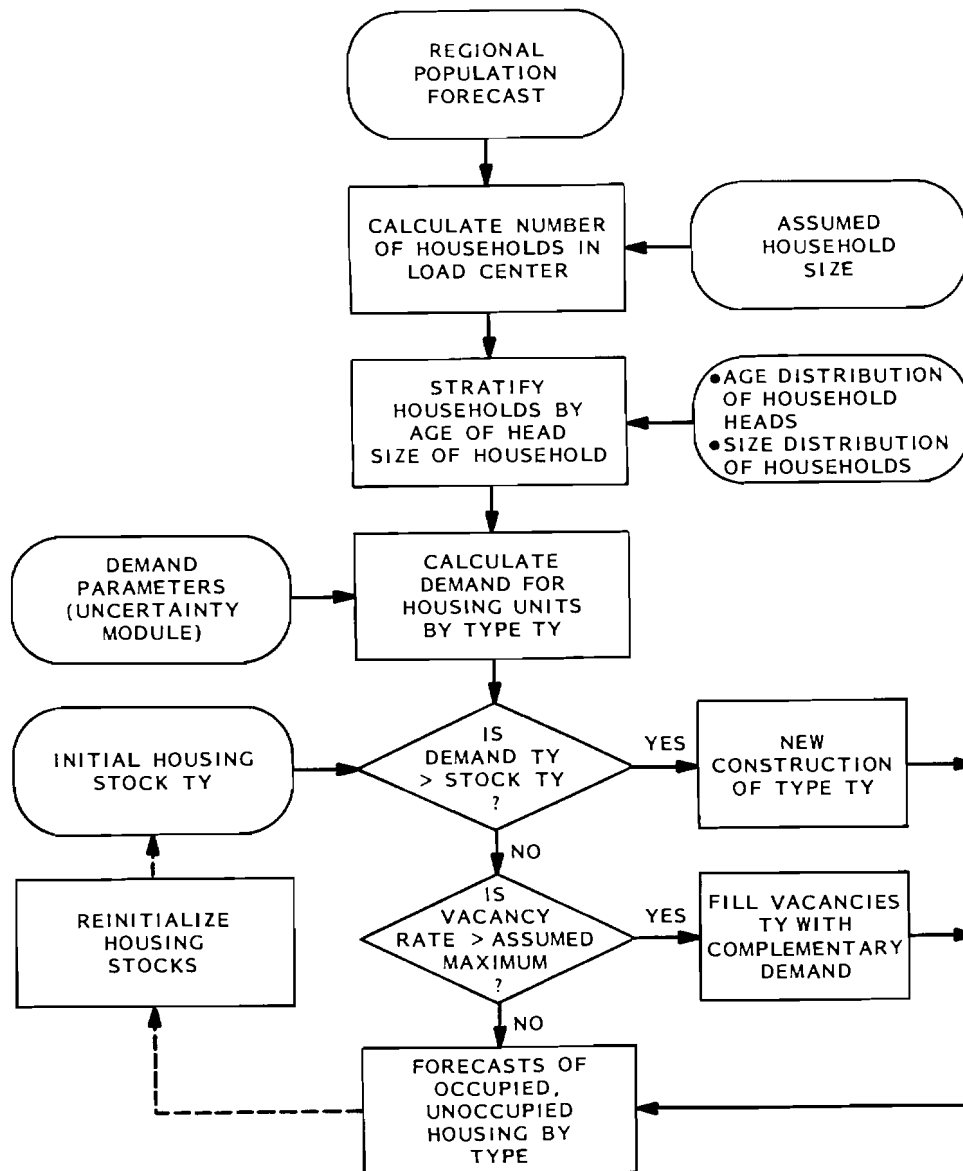 REGIONAL
POPULATION
FORECAST
CALCULATE NUMBER
OF HOUSEHOLDS IN
LOAD CENTER
ASSUMED
HOUSEHOLD
SIZE
STRATIFY
HOUSEHOLDS BY
AGE OF HEAD
SIZE OF HOUSEHOLD
●AGE DISTRIBUTION
OF HOUSEHOLD
HEADS
●SIZE DISTRIBUTION
OF HOUSEHOLDS
DEMAND
PARAMETERS
(UNCERTAINTY
MODULE)
CALCULATE
DEMAND FOR
HOUSING UNITS
BY TYPE TY
INITIAL HOUSING
STOCK TY
IS
DEMAND TY
> STOCK TY
?
YES
NEW
CONSTRUCTION
OF TYPE TY
NO
REINITIALIZE
HOUSING
STOCKS
IS
VACANCY
RATE > ASSUMED
MAXIMUM
?
YES
FILL VACANCIES
TY WITH
COMPLEMENTARY
DEMAND
NO
FORECASTS OF
OCCUPIED,
UNOCCUPIED
HOUSING BY
TYPE